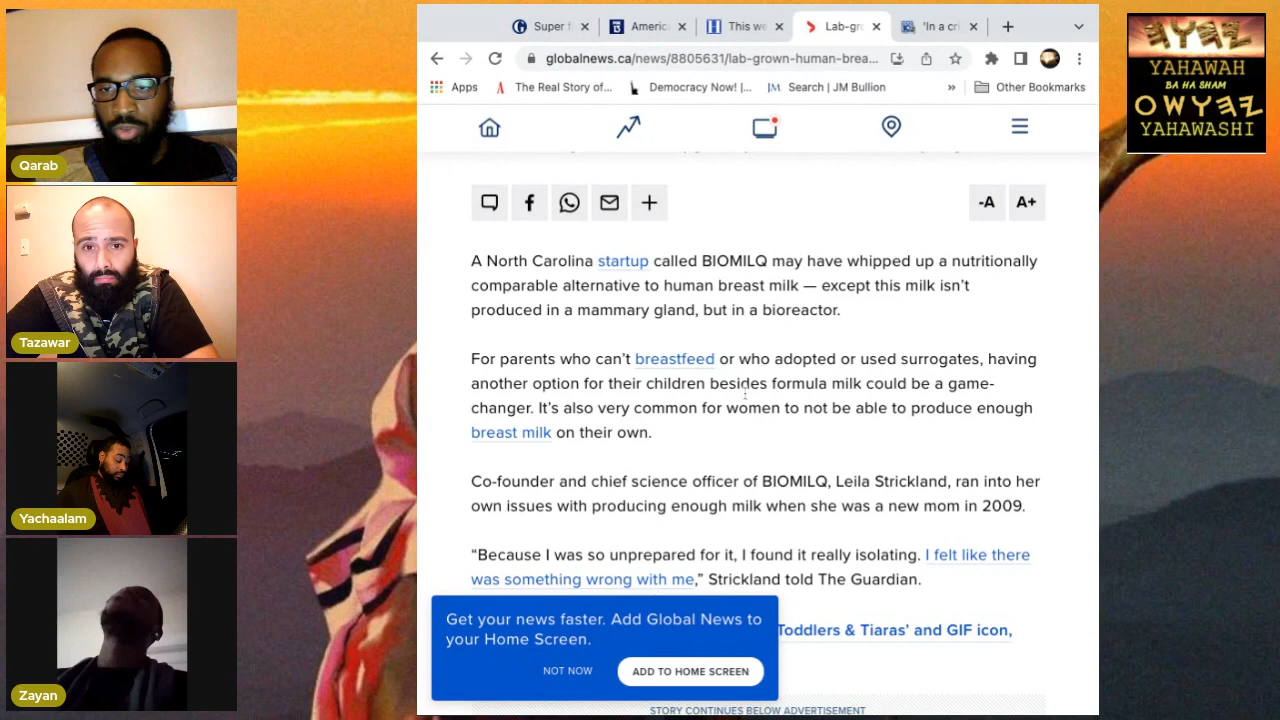 Qarab
Tazawar
Yachaalam
Zayan
Super f
Americ
This we
Lab-gr
"In a cri
globalnews.ca/news/8805631/lab-grown-human-brea...
Apps
The Real Story of...
Democracy Now! |...
JM
Search | JM Bullion
»
Other Bookmarks
-A
A+
A North Carolina startup called BIOMILQ may have whipped up a nutritionally
comparable alternative to human breast milk — except this milk isn't
produced in a mammary gland, but in a bioreactor.
For parents who can't breastfeed or who adopted or used surrogates, having
another option for their children besides formula milk could be a game-
changer. It's also very common for women to not be able to produce enough
breast milk on their own.
Co-founder and chief science officer of BIOMILQ, Leila Strickland, ran into her
own issues with producing enough milk when she was a new mom in 2009.
“Because I was so unprepared for it, I found it really isolating. I felt like there
was something wrong with me,” Strickland told The Guardian.
Toddlers & Tiaras’ and GIF icon,
Get your news faster. Add Global News to
your Home Screen.
NOT NOW
ADD TO HOME SCREEN
STORY CONTINUES BELOW ADVERTISEMENT
YAHAWAH
BA HA SHAM
YAHAWASHI